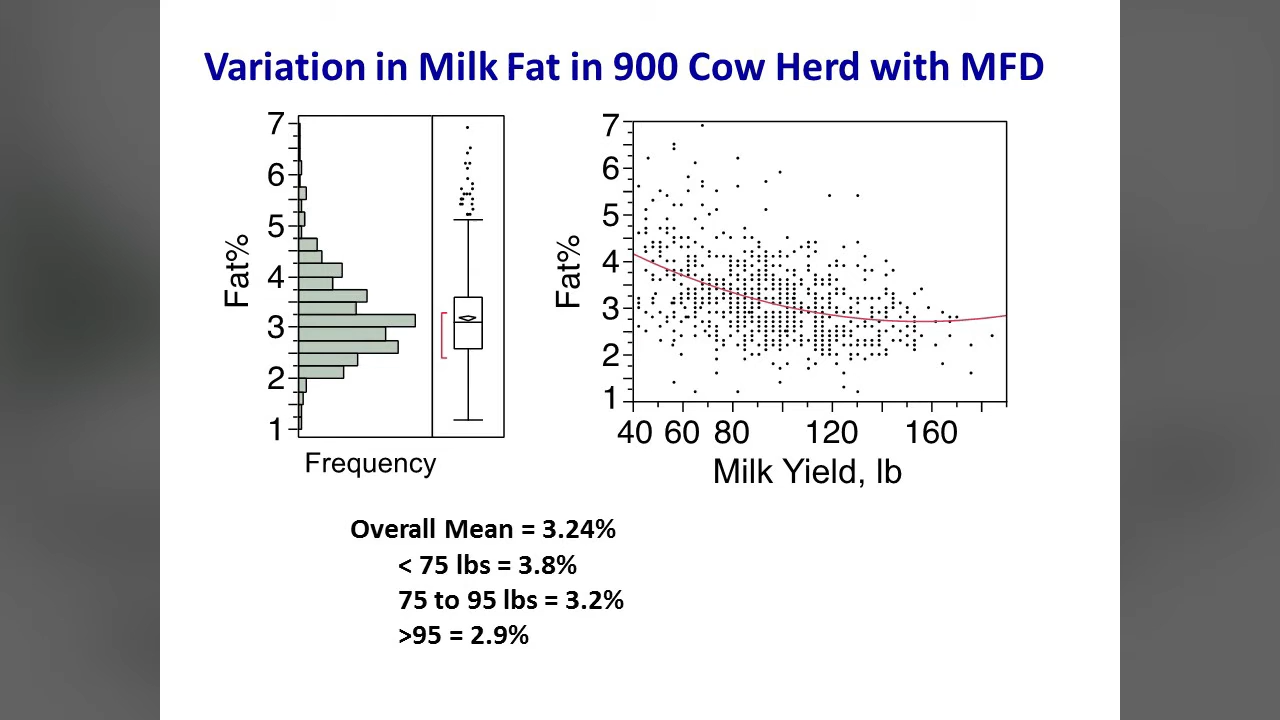 Variation in Milk Fat in 900 Cow Herd with MFD
7
6
5
4
3
2
1
Fat%
Frequency
7
6
5
4
3
2
1
Fat%
40 60 80 120 160
Milk Yield, lb
Overall Mean = 3.24%
< 75 lbs = 3.8%
75 to 95 lbs = 3.2%
>95 = 2.9%